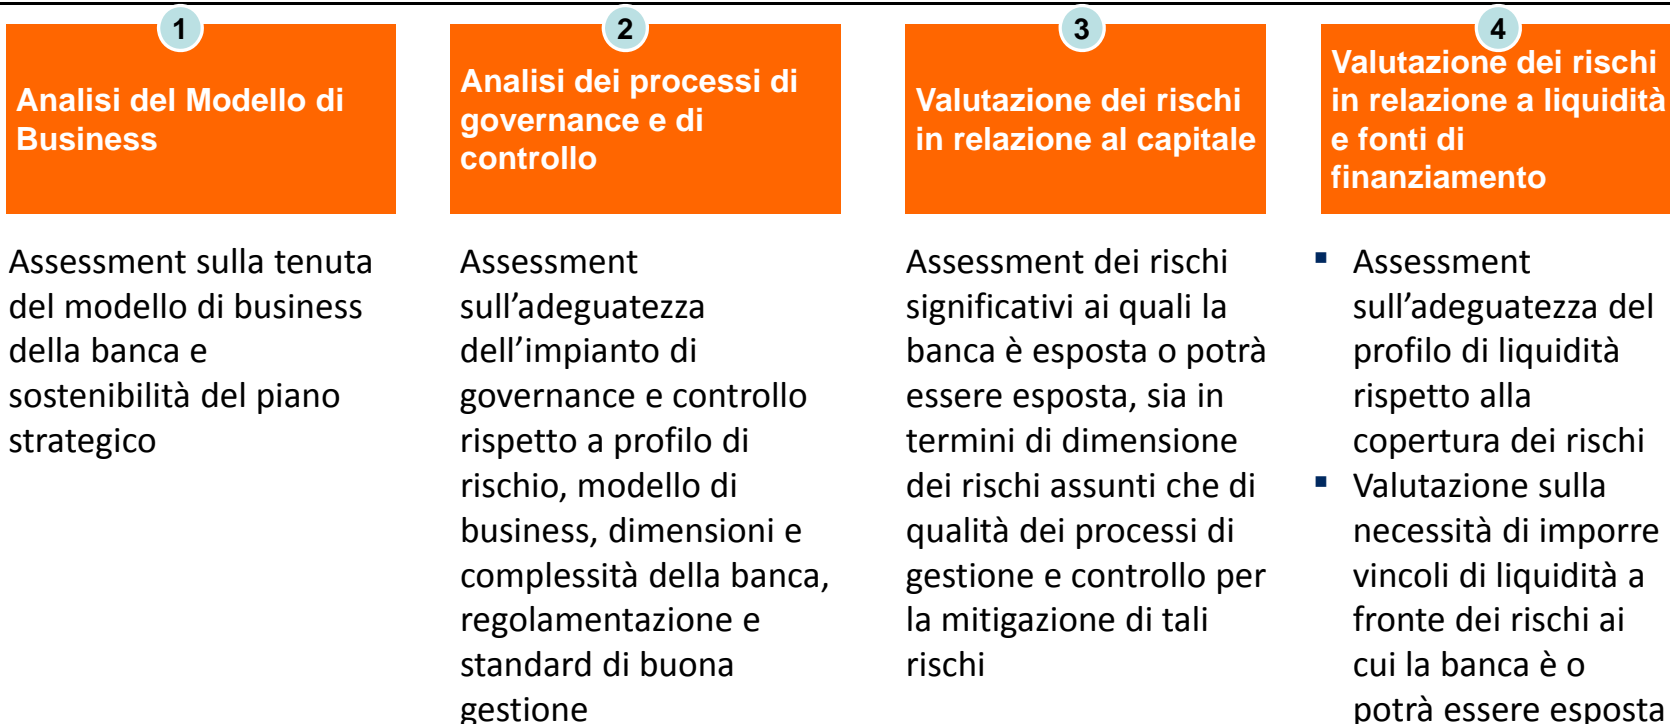 1
Analisi del Modello di
Business
Assessment sulla tenuta
del modello di business
della banca e
sostenibilità del piano
strategico
2
Analisi dei processi di
governance e di
controllo
Assessment
sull’adeguatezza
dell’impianto di
governance e controllo
rispetto a profilo di
rischio, modello di
business, dimensioni e
complessità della banca,
regolamentazione e
standard di buona
gestione
3
Valutazione dei rischi
in relazione al capitale
Assessment dei rischi
significativi ai quali la
banca è esposta o potrà
essere esposta, sia in
termini di dimensione
dei rischi assunti che di
qualità dei processi di
gestione e controllo per
la mitigazione di tali
rischi
4
Valutazione dei rischi
in relazione a liquidità
e fonti di
finanziamento
▪ Assessment
sull’adeguatezza del
profilo di liquidità
rispetto alla
copertura dei rischi
▪ Valutazione sulla
necessità di imporre
vincoli di liquidità a
fronte dei rischi ai
cui la banca è o
potrà essere esposta